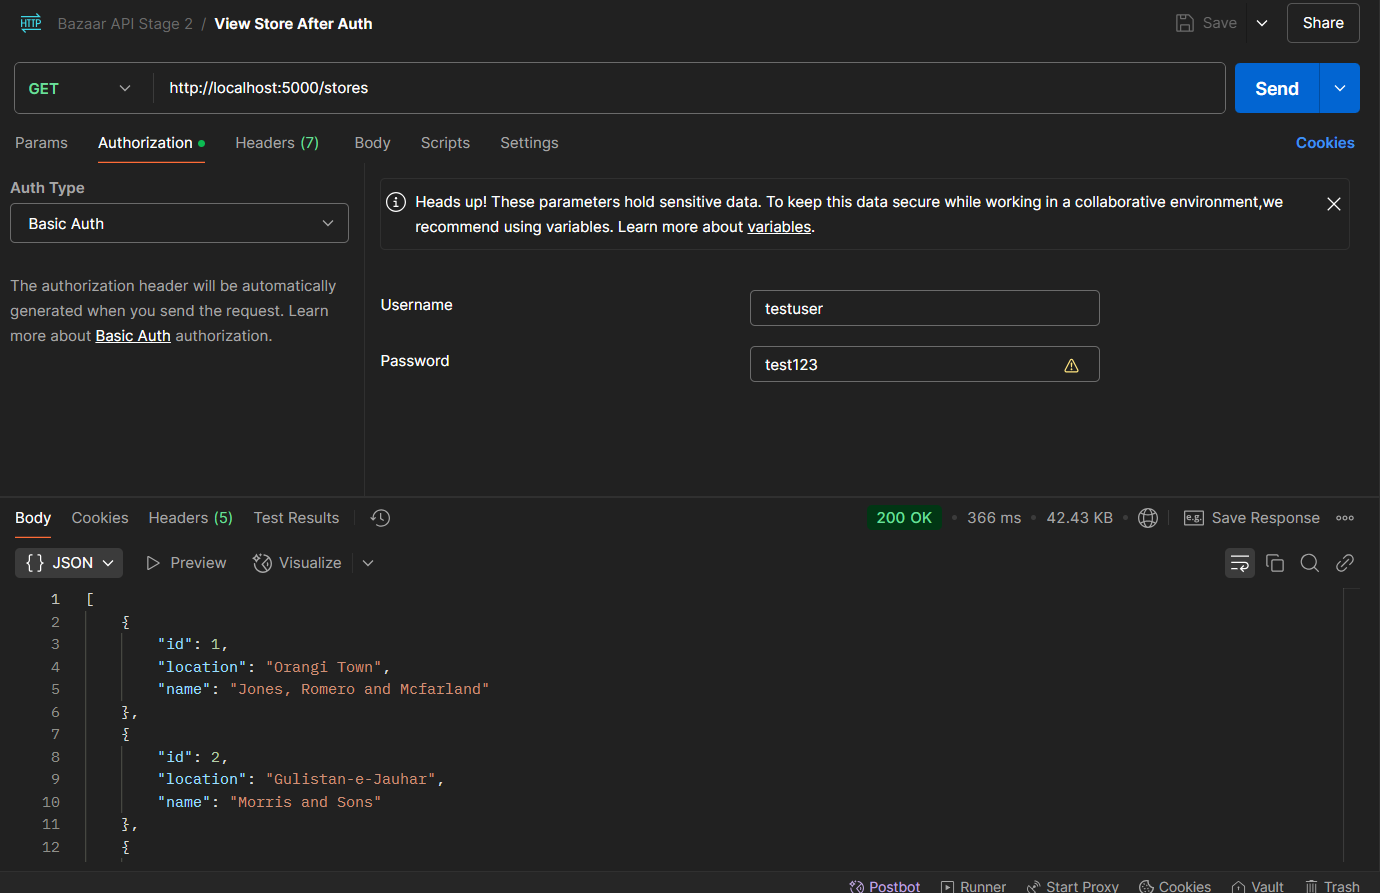 HTTP Bazaar API Stage 2 / View Store After Auth Save Share
GET http://localhost:5000/stores Send
Params Authorization Headers (7) Body Scripts Settings Cookies
Auth Type
Basic Auth
The authorization header will be automatically
generated when you send the request. Learn
more about Basic Auth authorization.
Heads up! These parameters hold sensitive data. To keep this data secure while working in a collaborative environment,we
recommend using variables. Learn more about variables.
Username testuser
Password test123
Body Cookies Headers (5) Test Results 200 OK • 366 ms • 42.43 KB • e.g. Save Response
{} JSON Preview Visualize
1 [
2 {
3 "id": 1,
4 "location": "Orangi Town",
5 "name": "Jones, Romero and Mcfarland"
6 },
7 {
8 "id": 2,
9 "location": "Gulistan-e-Jauhar",
10 "name": "Morris and Sons"
11 },
12 {
Postbot Runner Start Proxy Cookies Vault Trash